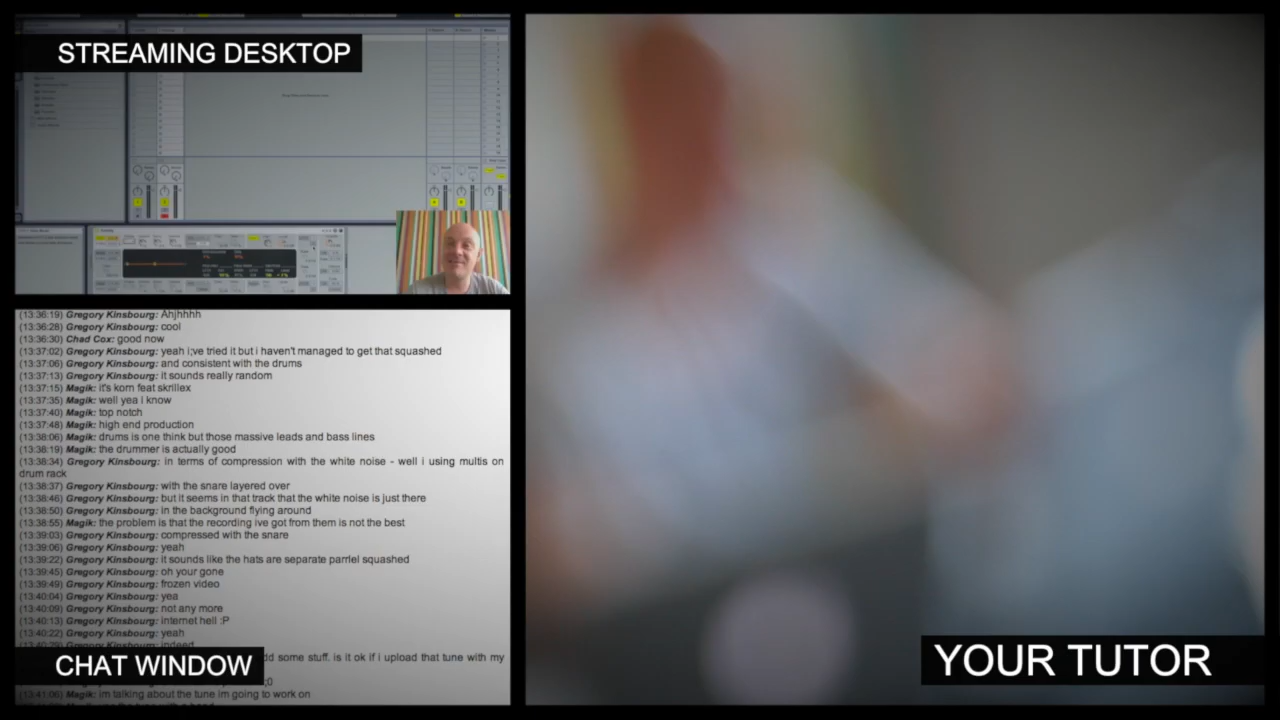 STREAMING DESKTOP
(13:36:19) Gregory Kinsbourg: Ahjhhhh
(13:36:28) Gregory Kinsbourg: cool
(13:36:30) Chad Cox: good now
(13:37:02) Gregory Kinsbourg: yeah i;ve tried it but i haven't managed to get that squashed
(13:37:06) Gregory Kinsbourg: and consistent with the drums
(13:37:13) Gregory Kinsbourg: it sounds really random
(13:37:15) Magik: it's korn feat skrillex
(13:37:35) Magik: well yea i know
(13:37:40) Magik: top notch
(13:37:48) Magik: high end production
(13:38:06) Magik: drums is one think but those massive leads and bass lines
(13:38:19) Magik: the drummer is actually good
(13:38:34) Gregory Kinsbourg: in terms of compression with the white noise - well i using multis on
drum rack
(13:38:37) Gregory Kinsbourg: with the snare layered over
(13:38:46) Gregory Kinsbourg: but it seems in that track that the white noise is just there
(13:38:50) Gregory Kinsbourg: in the background flying around
(13:38:55) Magik: the problem is that the recording ive got from them is not the best
(13:39:03) Gregory Kinsbourg: compressed with the snare
(13:39:06) Gregory Kinsbourg: yeah
(13:39:22) Gregory Kinsbourg: it sounds like the hats are separate parrlel squashed
(13:39:45) Gregory Kinsbourg: oh your gone
(13:39:49) Gregory Kinsbourg: frozen video
(13:40:04) Gregory Kinsbourg: yea
(13:40:09) Gregory Kinsbourg: not any more
(13:40:13) Gregory Kinsbourg: internet hell :P
(13:40:22) Gregory Kinsbourg: yeah
Gregory Kinsbourg: indeed
some stuff. is it ok if i upload that tune with my
CHAT WINDOW
(13:41:06) Magik: im talking about the tune im going to work on
YOUR TUTOR